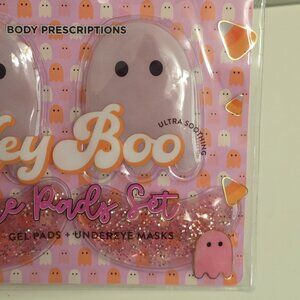 BODY PRESCRIPTIONS
ey Boo
ULTRA SOOTHING
e Pads Set
GEL PADS + UNDEREYE MASKS